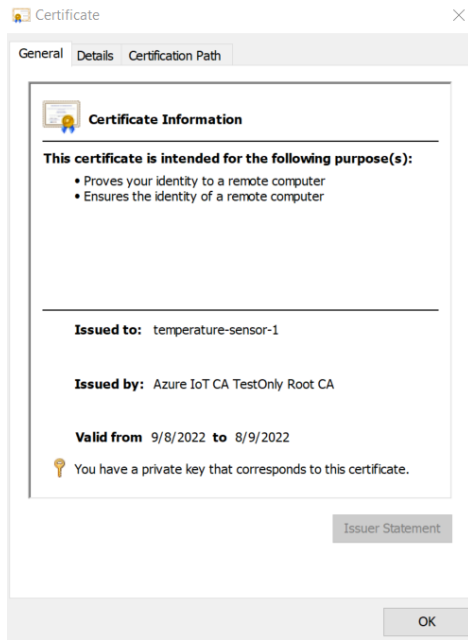 Certificate
General Details Certification Path
Certificate Information
This certificate is intended for the following purpose(s):
• Proves your identity to a remote computer
• Ensures the identity of a remote computer
Issued to: temperature-sensor-1
Issued by: Azure IoT CA TestOnly Root CA
Valid from 9/8/2022 to 8/9/2022
You have a private key that corresponds to this certificate.
Issuer Statement
OK